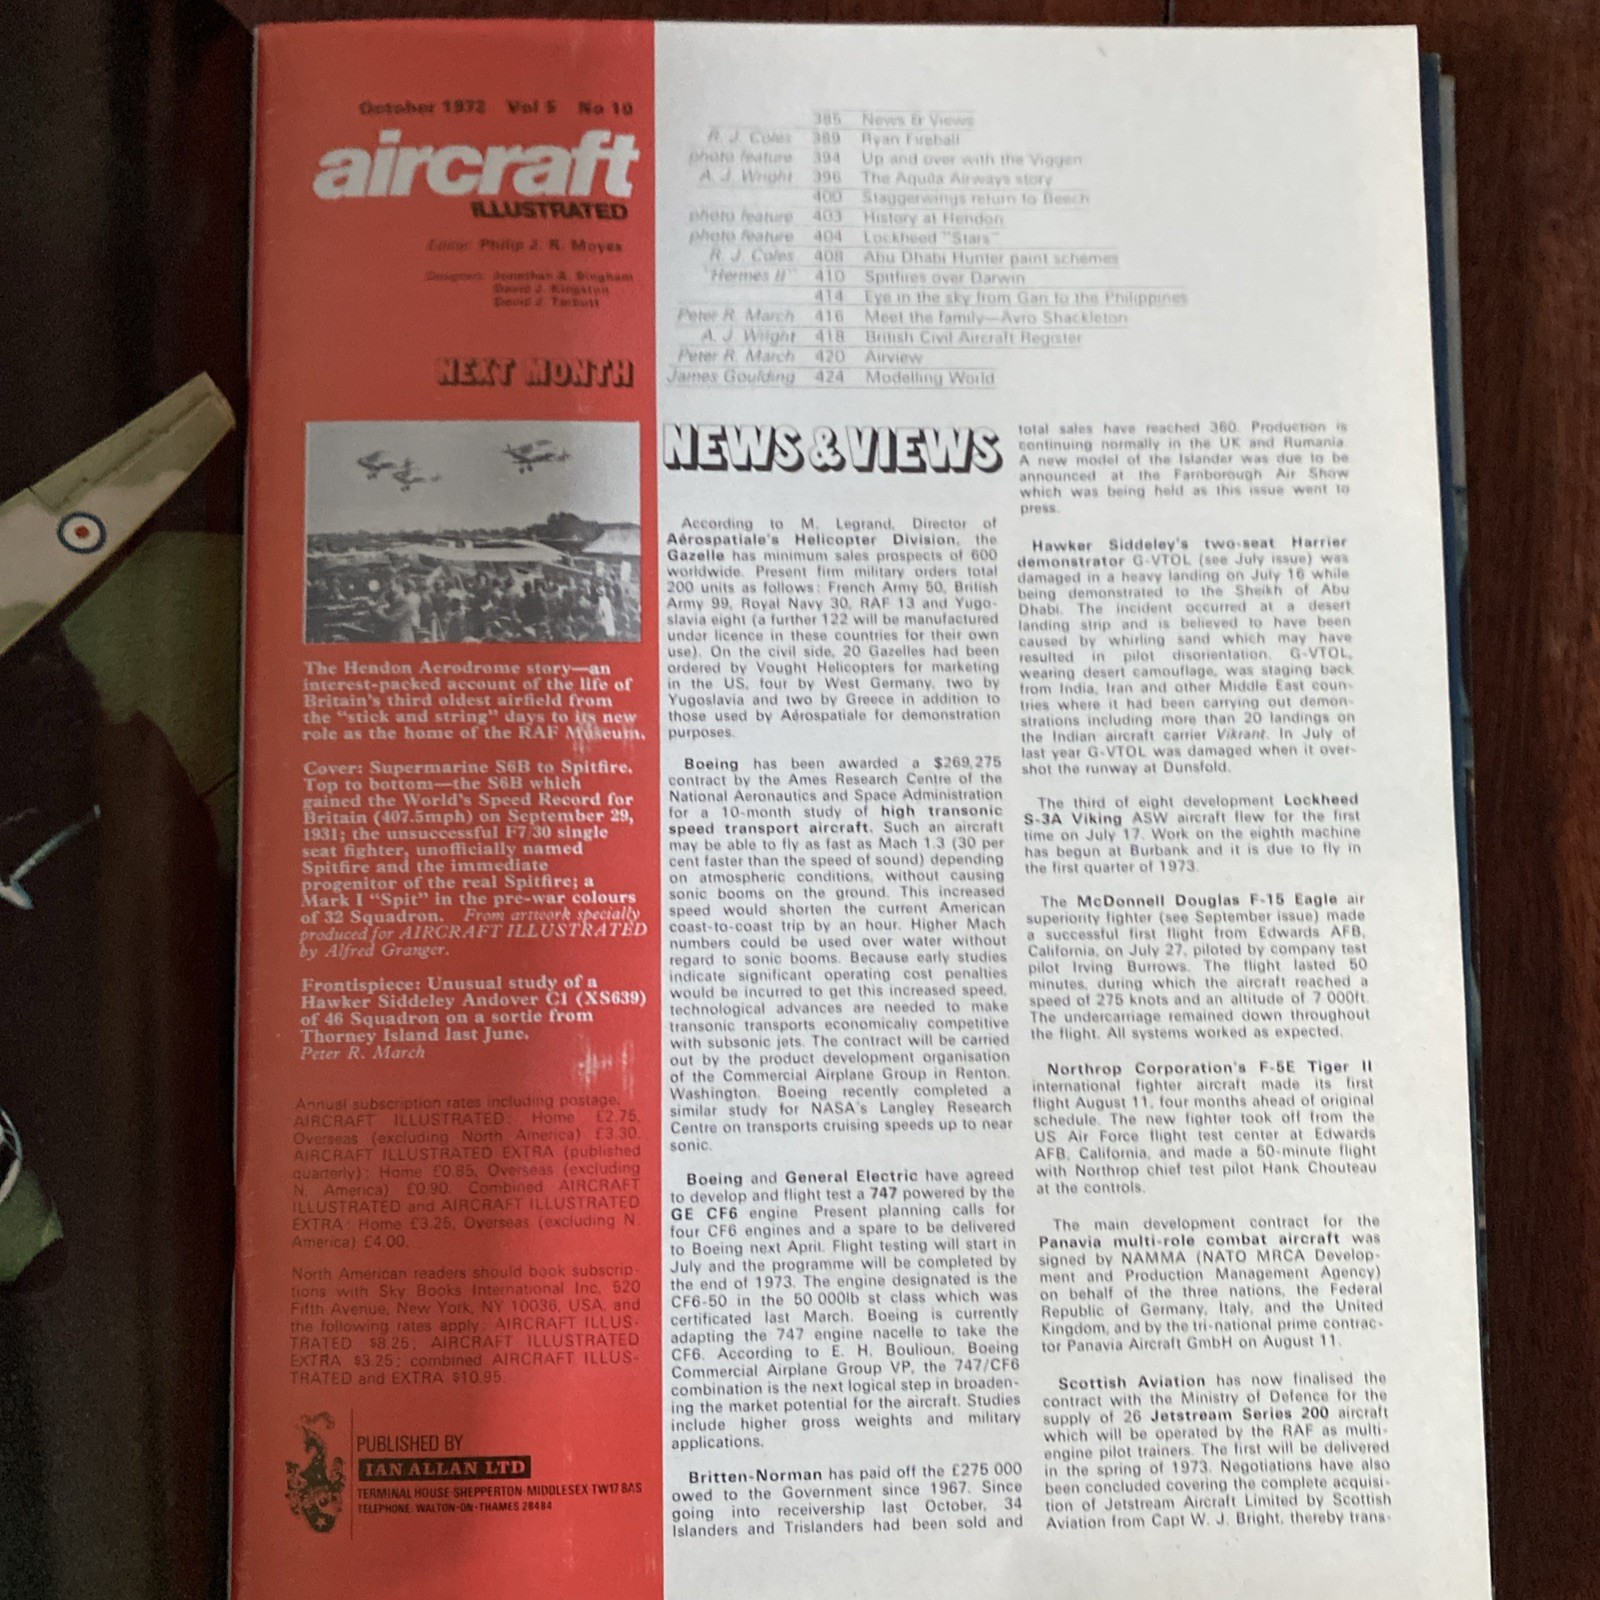 October 1972 Vol 5 No 10
aircraft
ILLUSTRATED
Editor: Philip J. R. Moyes
Designers: Jonathan A. Bingham
David J. Kingston
David J. Tarbutt
NEXT MONTH
The Hendon Aerodrome story—an
interest-packed account of the life of
Britain's third oldest airfield from
the "stick and string" days to its new
role as the home of the RAF Museum.
Cover: Supermarine S6B to Spitfire.
Top to bottom—the S6B which
gained the World's Speed Record for
Britain (407.5mph) on September 29,
1931; the unsuccessful F7/30 single
seat fighter, unofficially named
Spitfire and the immediate
progenitor of the real Spitfire; a
Mark I "Spit" in the pre-war colours
of 32 Squadron. From artwork specially
produced for AIRCRAFT ILLUSTRATED
by Alfred Granger.
Frontispiece: Unusual study of a
Hawker Siddeley Andover C1 (XS639)
of 46 Squadron on a sortie from
Thorney Island last June.
Peter R. March
Annual subscription rates including postage.
AIRCRAFT ILLUSTRATED: Home £2.75,
Overseas (excluding North America) £3.30.
AIRCRAFT ILLUSTRATED EXTRA (published
quarterly): Home £0.85, Overseas (excluding
N. America) £0.90. Combined AIRCRAFT
ILLUSTRATED and AIRCRAFT ILLUSTRATED
EXTRA: Home £3.25, Overseas (excluding N.
America) £4.00.
North American readers should book subscrip-
tions with Sky Books International Inc, 520
Fifth Avenue, New York, NY 10036, USA, and
the following rates apply: AIRCRAFT ILLUS-
TRATED $8.25; AIRCRAFT ILLUSTRATED
EXTRA $3.25; combined AIRCRAFT ILLUS-
TRATED and EXTRA $10.95.
PUBLISHED BY
IAN ALLAN LTD
TERMINAL HOUSE·SHEPPERTON·MIDDLESEX TW17 8AS
TELEPHONE: WALTON-ON-THAMES 28484
385 News & Views
R. J. Coles 389 Ryan Fireball
photo feature 394 Up and over with the Viggen
A. J. Wright 396 The Aquila Airways story
400 Staggerwings return to Beech
photo feature 403 History at Hendon
photo feature 404 Lockheed "Stars"
R. J. Coles 408 Abu Dhabi Hunter paint schemes
"Hermes II" 410 Spitfires over Darwin
414 Eye in the sky from Gan to the Philippines
Peter R. March 416 Meet the family—Avro Shackleton
A. J. Wright 418 British Civil Aircraft Register
Peter R. March 420 Airview
James Goulding 424 Modelling World
NEWS & VIEWS
According to M. Legrand, Director of
Aérospatiale's Helicopter Division, the
Gazelle has minimum sales prospects of 600
worldwide. Present firm military orders total
200 units as follows: French Army 50, British
Army 99, Royal Navy 30, RAF 13 and Yugo-
slavia eight (a further 122 will be manufactured
under licence in these countries for their own
use). On the civil side, 20 Gazelles had been
ordered by Vought Helicopters for marketing
in the US, four by West Germany, two by
Yugoslavia and two by Greece in addition to
those used by Aérospatiale for demonstration
purposes.
Boeing has been awarded a $269,275
contract by the Ames Research Centre of the
National Aeronautics and Space Administration
for a 10-month study of high transonic
speed transport aircraft. Such an aircraft
may be able to fly as fast as Mach 1.3 (30 per
cent faster than the speed of sound) depending
on atmospheric conditions, without causing
sonic booms on the ground. This increased
speed would shorten the current American
coast-to-coast trip by an hour. Higher Mach
numbers could be used over water without
regard to sonic booms. Because early studies
indicate significant operating cost penalties
would be incurred to get this increased speed,
technological advances are needed to make
transonic transports economically competitive
with subsonic jets. The contract will be carried
out by the product development organisation
of the Commercial Airplane Group in Renton,
Washington. Boeing recently completed a
similar study for NASA's Langley Research
Centre on transports cruising speeds up to near
sonic.
Boeing and General Electric have agreed
to develop and flight test a 747 powered by the
GE CF6 engine. Present planning calls for
four CF6 engines and a spare to be delivered
to Boeing next April. Flight testing will start in
July and the programme will be completed by
the end of 1973. The engine designated is the
CF6-50 in the 50 000lb st class which was
certificated last March. Boeing is currently
adapting the 747 engine nacelle to take the
CF6. According to E. H. Boulioun, Boeing
Commercial Airplane Group VP, the 747/CF6
combination is the next logical step in broaden-
ing the market potential for the aircraft. Studies
include higher gross weights and military
applications.
Britten-Norman has paid off the £275 000
owed to the Government since 1967. Since
going into receivership last October, 34
Islanders and Trislanders had been sold and
total sales have reached 360. Production is
continuing normally in the UK and Rumania.
A new model of the Islander was due to be
announced at the Farnborough Air Show
which was being held as this issue went to
press.
Hawker Siddeley's two-seat Harrier
demonstrator G-VTOL (see July issue) was
damaged in a heavy landing on July 16 while
being demonstrated to the Sheikh of Abu
Dhabi. The incident occurred at a desert
landing strip and is believed to have been
caused by whirling sand which may have
resulted in pilot disorientation. G-VTOL,
wearing desert camouflage, was staging back
from India, Iran and other Middle East coun-
tries where it had been carrying out demon-
strations including more than 20 landings on
the Indian aircraft carrier Vikrant. In July of
last year G-VTOL was damaged when it over-
shot the runway at Dunsfold.
The third of eight development Lockheed
S-3A Viking ASW aircraft flew for the first
time on July 17. Work on the eighth machine
has begun at Burbank and it is due to fly in
the first quarter of 1973.
The McDonnell Douglas F-15 Eagle air
superiority fighter (see September issue) made
a successful first flight from Edwards AFB,
California, on July 27, piloted by company test
pilot Irving Burrows. The flight lasted 50
minutes, during which the aircraft reached a
speed of 275 knots and an altitude of 7 000ft.
The undercarriage remained down throughout
the flight. All systems worked as expected.
Northrop Corporation's F-5E Tiger II
international fighter aircraft made its first
flight August 11, four months ahead of original
schedule. The new fighter took off from the
US Air Force flight test center at Edwards
AFB, California, and made a 50-minute flight
with Northrop chief test pilot Hank Chouteau
at the controls.
The main development contract for the
Panavia multi-role combat aircraft was
signed by NAMMA (NATO MRCA Develop-
ment and Production Management Agency)
on behalf of the three nations, the Federal
Republic of Germany, Italy, and the United
Kingdom, and by the tri-national prime contrac-
tor Panavia Aircraft GmbH on August 11.
Scottish Aviation has now finalised the
contract with the Ministry of Defence for the
supply of 26 Jetstream Series 200 aircraft
which will be operated by the RAF as multi-
engine pilot trainers. The first will be delivered
in the spring of 1973. Negotiations have also
been concluded covering the complete acquisi-
tion of Jetstream Aircraft Limited by Scottish
Aviation from Capt W. J. Bright, thereby trans-